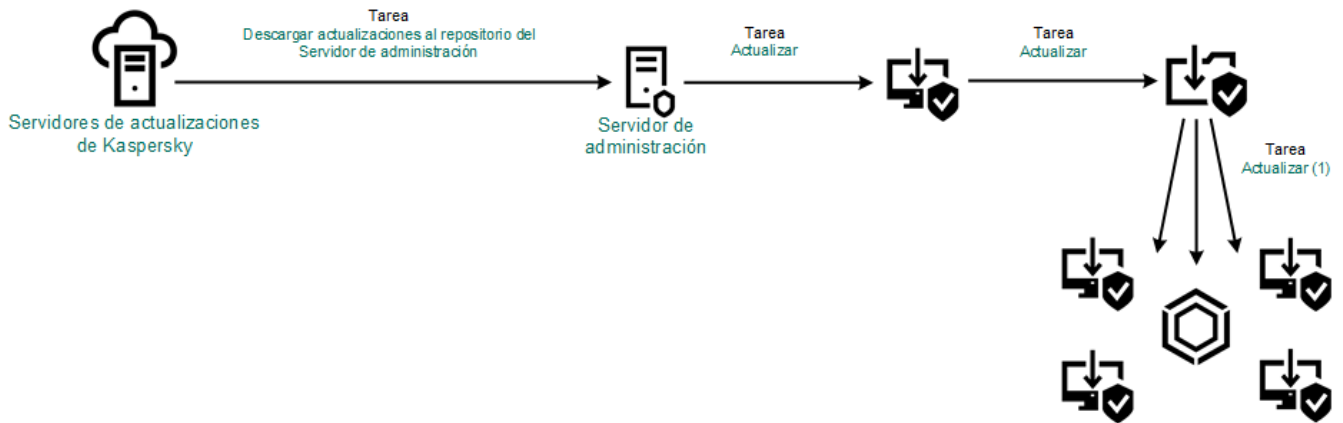 Tarea
Descargar actualizaciones al repositorio del
Servidor de administración
Tarea
Actualizar
Tarea
Actualizar
Servidores de actualizaciones
de Kaspersky
Servidor de
administración
Tarea
Actualizar (1)